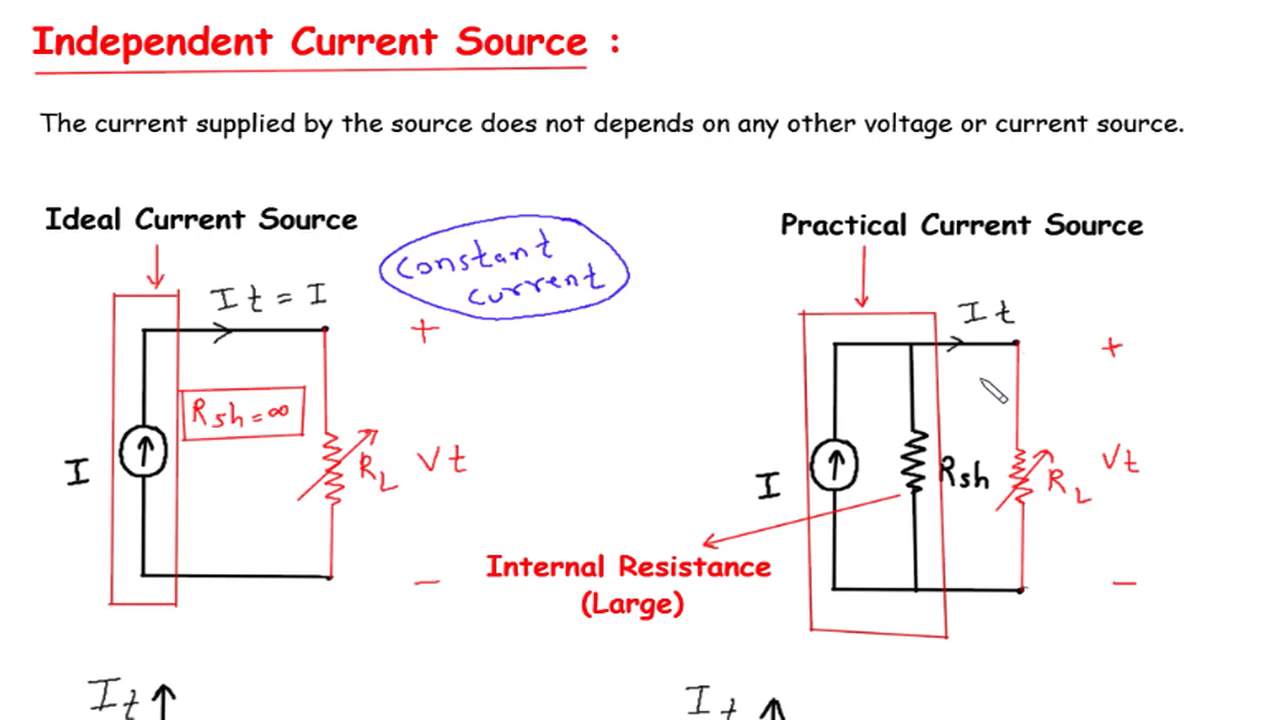 Independent Current Source :
The current supplied by the source does not depends on any other voltage or current source.
Ideal Current Source
Constant
Current
It = I
+
Rsh = ∞
I
RL
Vt
−
Practical Current Source
It
+
I
Rsh
RL
Vt
−
Internal Resistance
(Large)
It
It